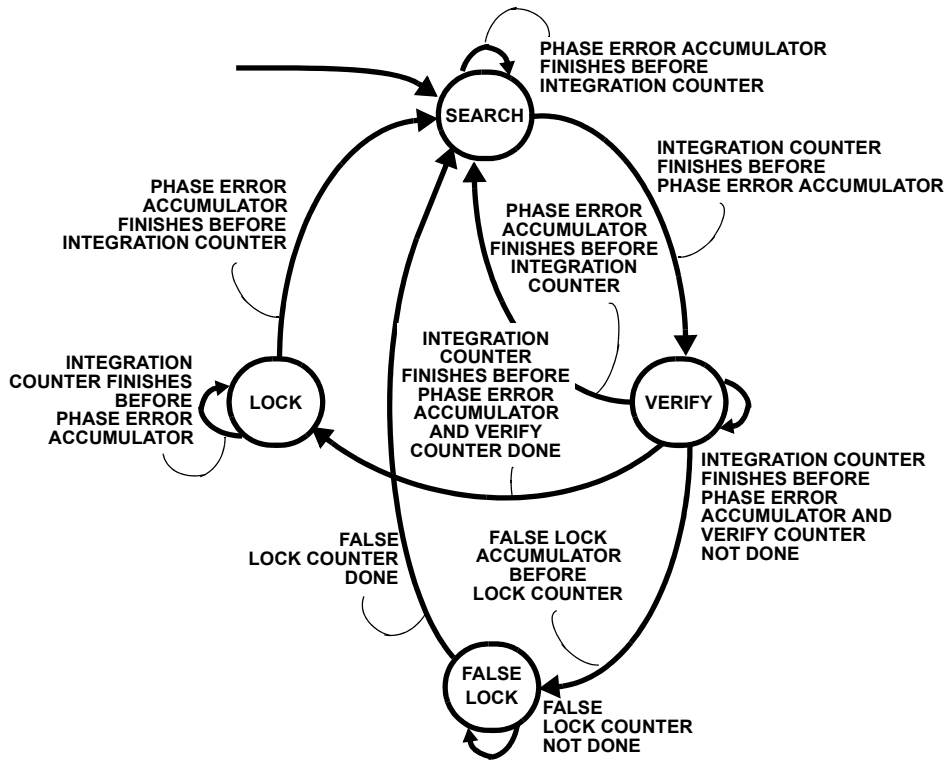 PHASE ERROR ACCUMULATOR
FINISHES BEFORE
INTEGRATION COUNTER
SEARCH
INTEGRATION COUNTER
FINISHES BEFORE
PHASE ERROR ACCUMULATOR
PHASE ERROR
ACCUMULATOR
FINISHES BEFORE
INTEGRATION COUNTER
PHASE ERROR
ACCUMULATOR
FINISHES BEFORE
INTEGRATION
COUNTER
INTEGRATION
COUNTER FINISHES
BEFORE
PHASE ERROR
ACCUMULATOR
LOCK
INTEGRATION
COUNTER
FINISHES BEFORE
PHASE ERROR
ACCUMULATOR
AND VERIFY
COUNTER DONE
VERIFY
INTEGRATION COUNTER
FINISHES BEFORE
PHASE ERROR
ACCUMULATOR AND
VERIFY COUNTER
NOT DONE
FALSE
LOCK COUNTER
DONE
FALSE LOCK
ACCUMULATOR
BEFORE
LOCK COUNTER
FALSE
LOCK
FALSE
LOCK COUNTER
NOT DONE